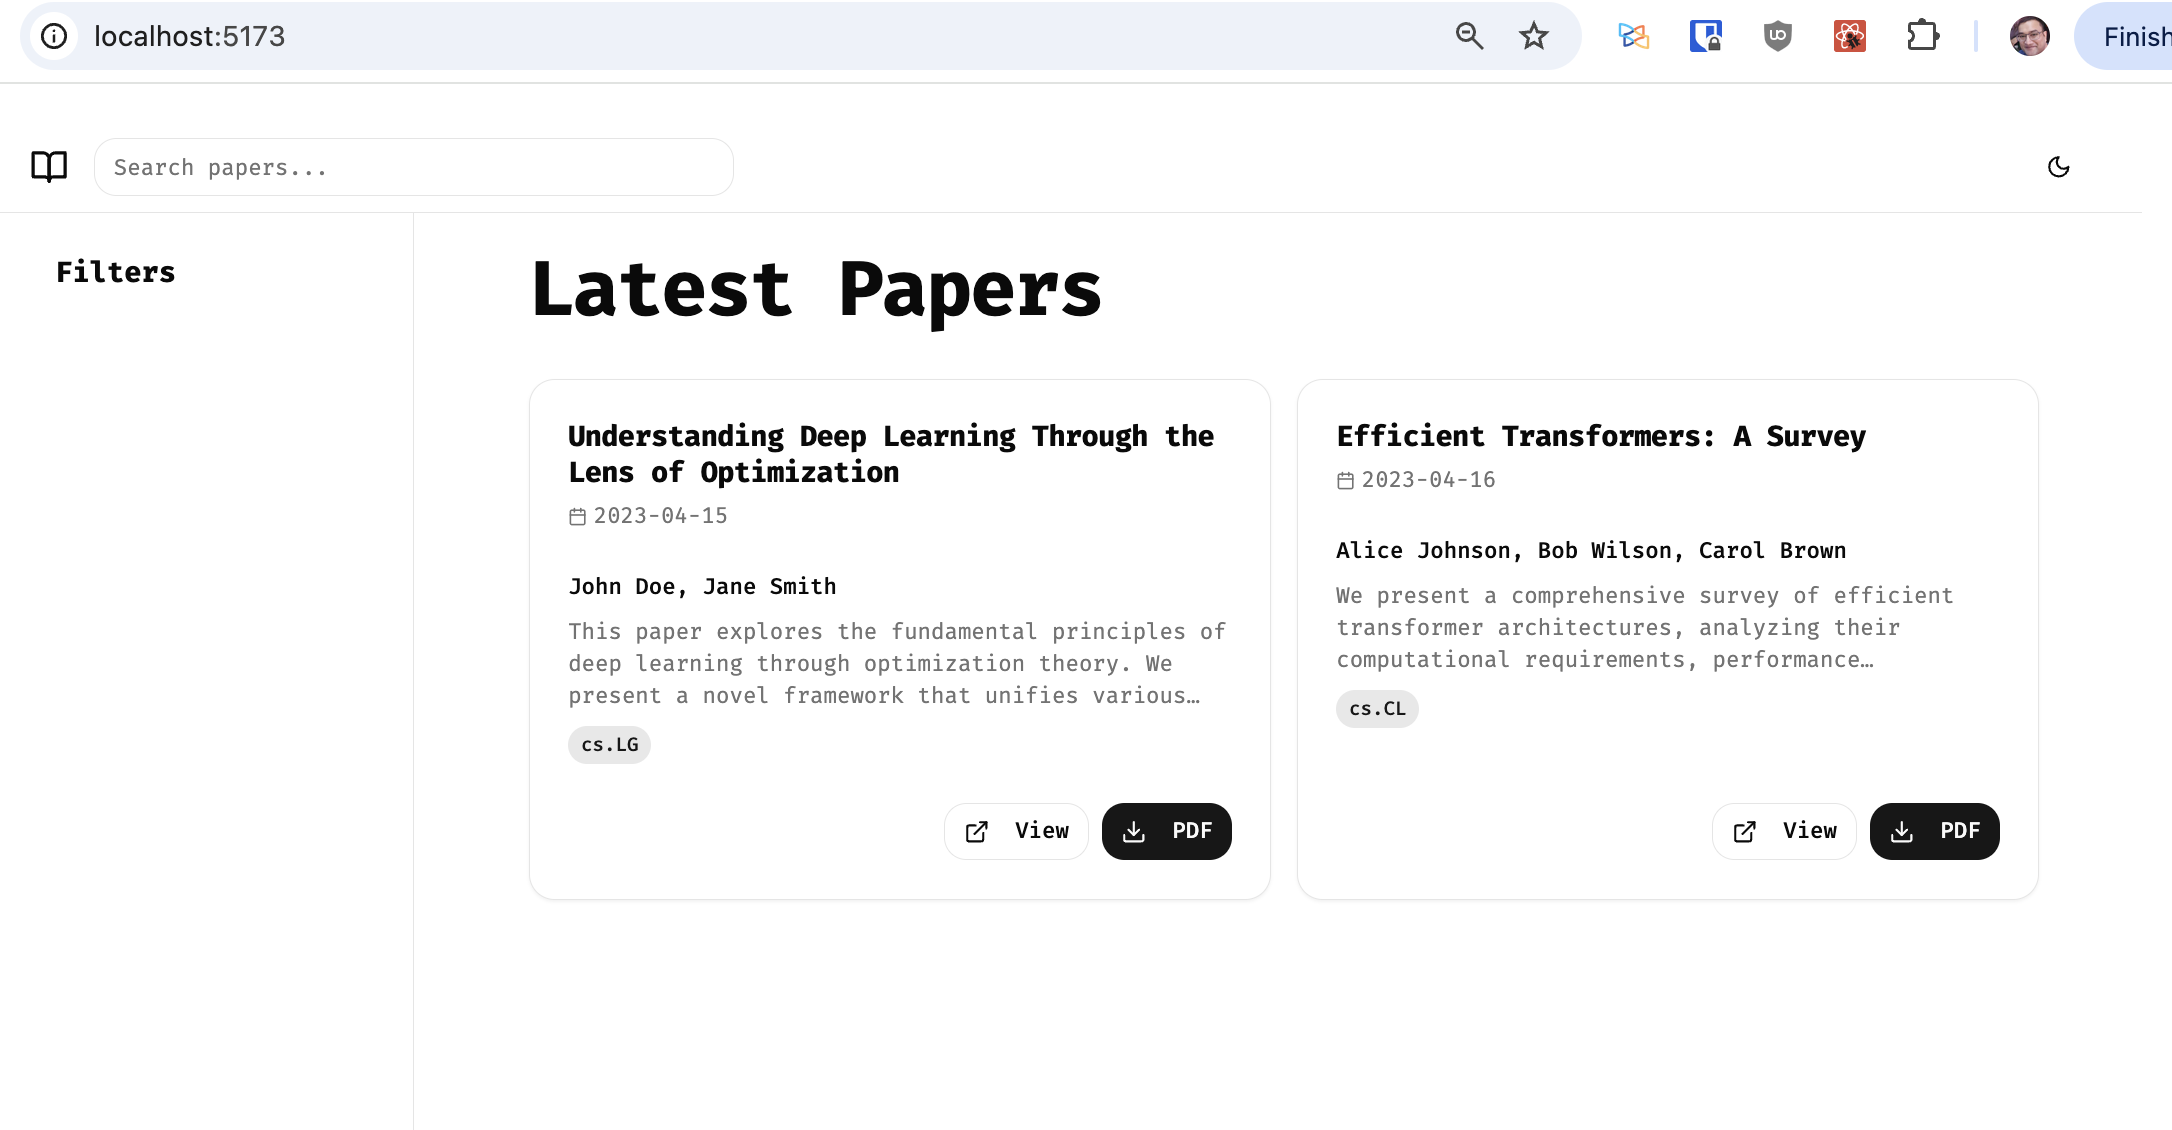 localhost:5173
Finish
Search papers...
Filters
Latest Papers
Understanding Deep Learning Through the
Lens of Optimization
2023-04-15
John Doe, Jane Smith
This paper explores the fundamental principles of
deep learning through optimization theory. We
present a novel framework that unifies various…
cs.LG
View
PDF
Efficient Transformers: A Survey
2023-04-16
Alice Johnson, Bob Wilson, Carol Brown
We present a comprehensive survey of efficient
transformer architectures, analyzing their
computational requirements, performance…
cs.CL
View
PDF